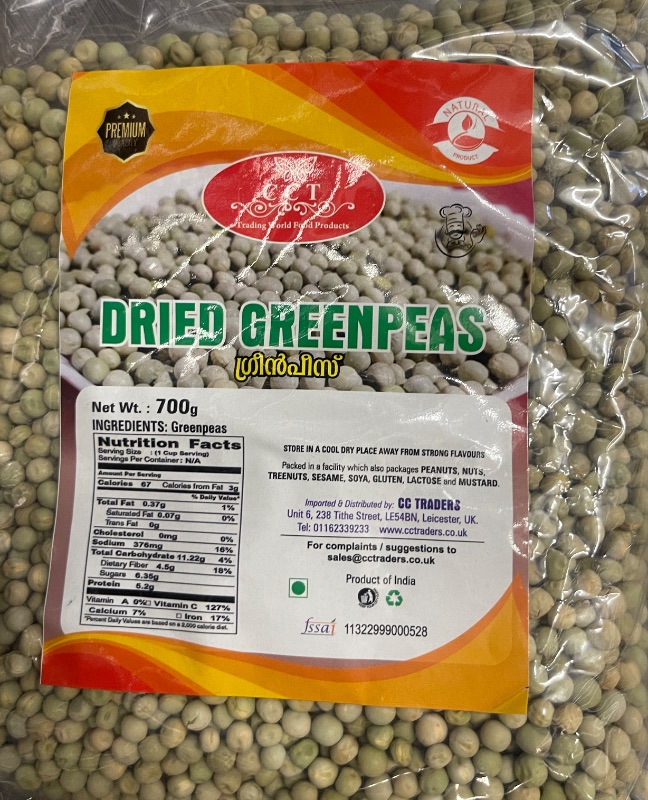 PREMIUM
QUALITY
NATURAL
PRODUCT
C C T
Trading World Food Products
DRIED GREENPEAS
ഗ്രീൻപീസ്
Net Wt. : 700g
INGREDIENTS: Greenpeas
Nutrition Facts
Serving Size : (1 Cup Serving)
Servings Per Container: N/A
Amount Per Serving
Calories 67 Calories from Fat 3g
% Daily Value*
Total Fat 0.37g 1%
Saturated Fat 0.07g 0%
Trans Fat 0g
Cholesterol 0mg 0%
Sodium 376mg 16%
Total Carbohydrate 11.22g 4%
Dietary Fiber 4.5g 18%
Sugars 6.35g
Protein 5.2g
Vitamin A 0% Vitamin C 127%
Calcium 7% Iron 17%
*Percent Daily Values are based on a 2,000 calorie diet.
STORE IN A COOL DRY PLACE AWAY FROM STRONG FLAVOURS
Packed in a facility which also packages PEANUTS, NUTS,
TREENUTS, SESAME, SOYA, GLUTEN, LACTOSE and MUSTARD.
Imported & Distributed by: CC TRADERS
Unit 6, 238 Tithe Street, LE54BN, Leicester, UK.
Tel: 01162339233 www.cctraders.co.uk
For complaints / suggestions to
sales@cctraders.co.uk
Product of India
fssai 11322999000528